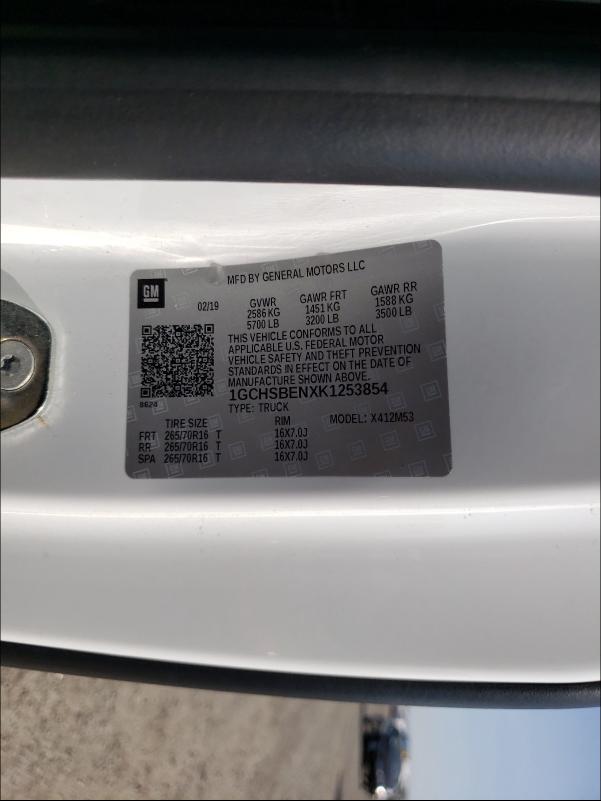 GM
MFD BY GENERAL MOTORS LLC
02/19
GVWR GAWR FRT GAWR RR
2586 KG 1451 KG 1588 KG
5700 LB 3200 LB 3500 LB
THIS VEHICLE CONFORMS TO ALL
APPLICABLE U.S. FEDERAL MOTOR
VEHICLE SAFETY AND THEFT PREVENTION
STANDARDS IN EFFECT ON THE DATE OF
MANUFACTURE SHOWN ABOVE.
8624
1GCHSBENXK1253854
TYPE: TRUCK MODEL: X412M53
TIRE SIZE RIM
FRT 265/70R16 T 16X7.0J
RR 265/70R16 T 16X7.0J
SPA 265/70R16 T 16X7.0J